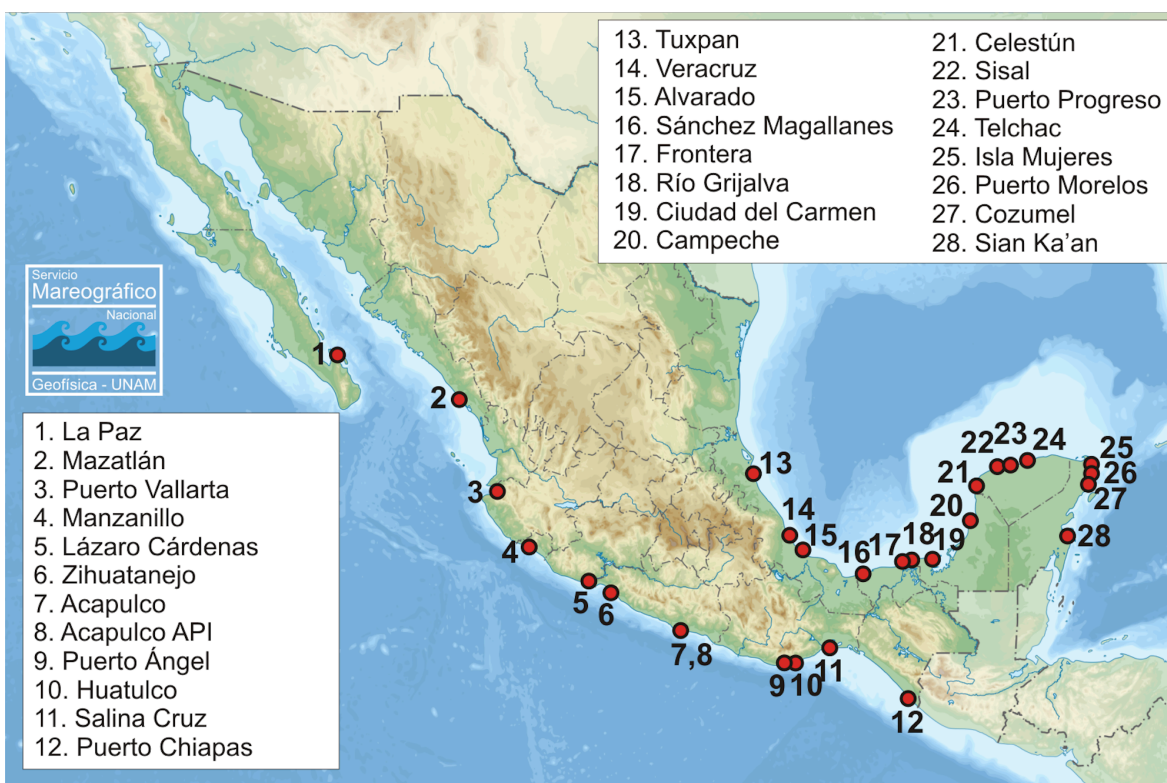 13. Tuxpan
14. Veracruz
15. Alvarado
16. Sánchez Magallanes
17. Frontera
18. Río Grijalva
19. Ciudad del Carmen
20. Campeche
21. Celestún
22. Sisal
23. Puerto Progreso
24. Telchac
25. Isla Mujeres
26. Puerto Morelos
27. Cozumel
28. Sian Ka’an
Servicio
Mareográfico
Nacional
Geofísica - UNAM
1. La Paz
2. Mazatlán
3. Puerto Vallarta
4. Manzanillo
5. Lázaro Cárdenas
6. Zihuatanejo
7. Acapulco
8. Acapulco API
9. Puerto Ángel
10. Huatulco
11. Salina Cruz
12. Puerto Chiapas
1
2
3
4
5
6
7,8
9
10
11
12
13
14
15
16
17
18
19
20
21
22
23
24
25
26
27
28